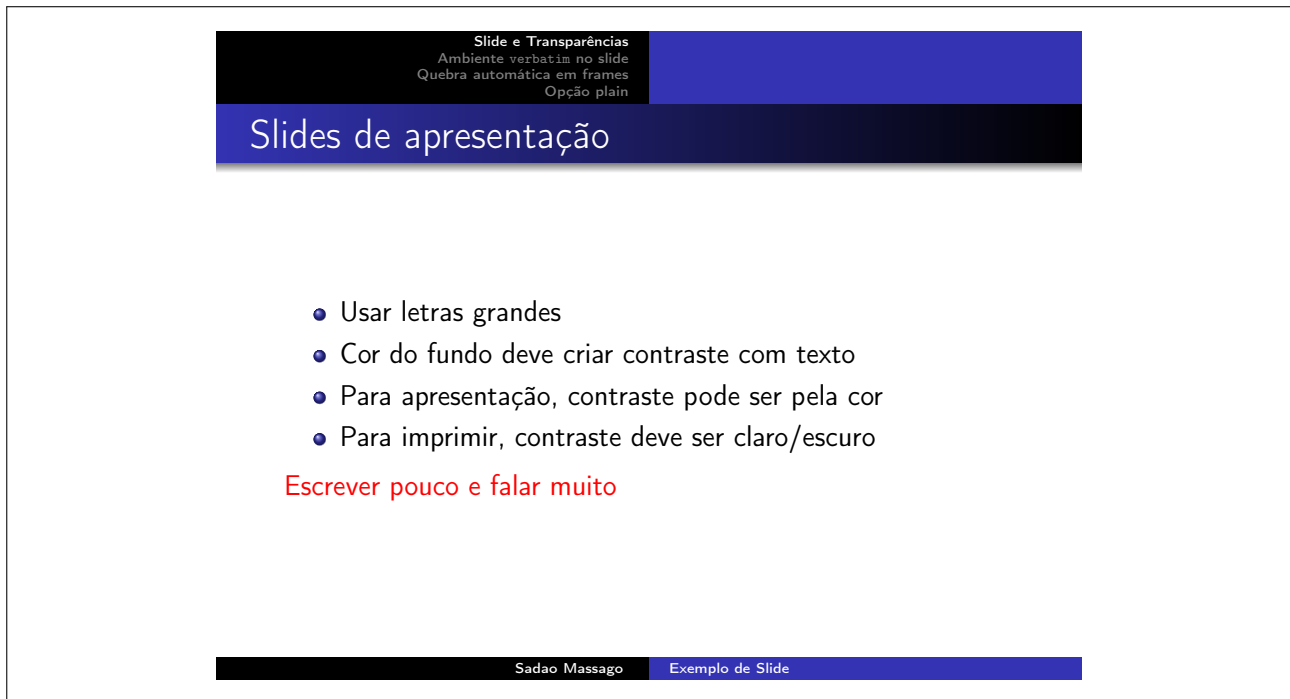 Slide e Transparências
Ambiente verbatim no slide
Quebra automática em frames
Opção plain
Slides de apresentação
Usar letras grandes
Cor do fundo deve criar contraste com texto
Para apresentação, contraste pode ser pela cor
Para imprimir, contraste deve ser claro/escuro
Escrever pouco e falar muito
Sadao Massago Exemplo de Slide